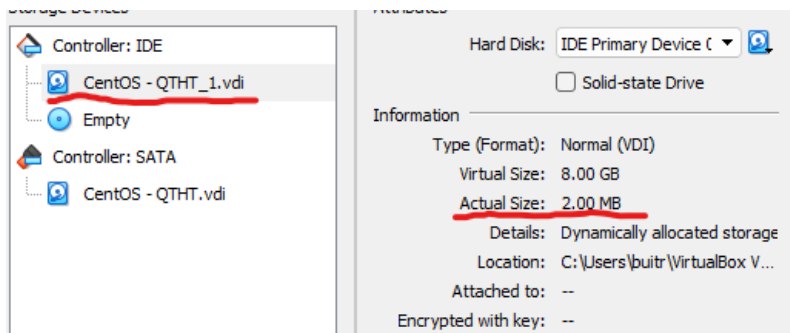 Storage Devices
Attributes
Controller: IDE
CentOS - QTHT_1.vdi
Empty
Controller: SATA
CentOS - QTHT.vdi
Hard Disk: IDE Primary Device 0
Solid-state Drive
Information
Type (Format): Normal (VDI)
Virtual Size: 8.00 GB
Actual Size: 2.00 MB
Details: Dynamically allocated storage
Location: C:\Users\buitr\VirtualBox V...
Attached to: --
Encrypted with key: --